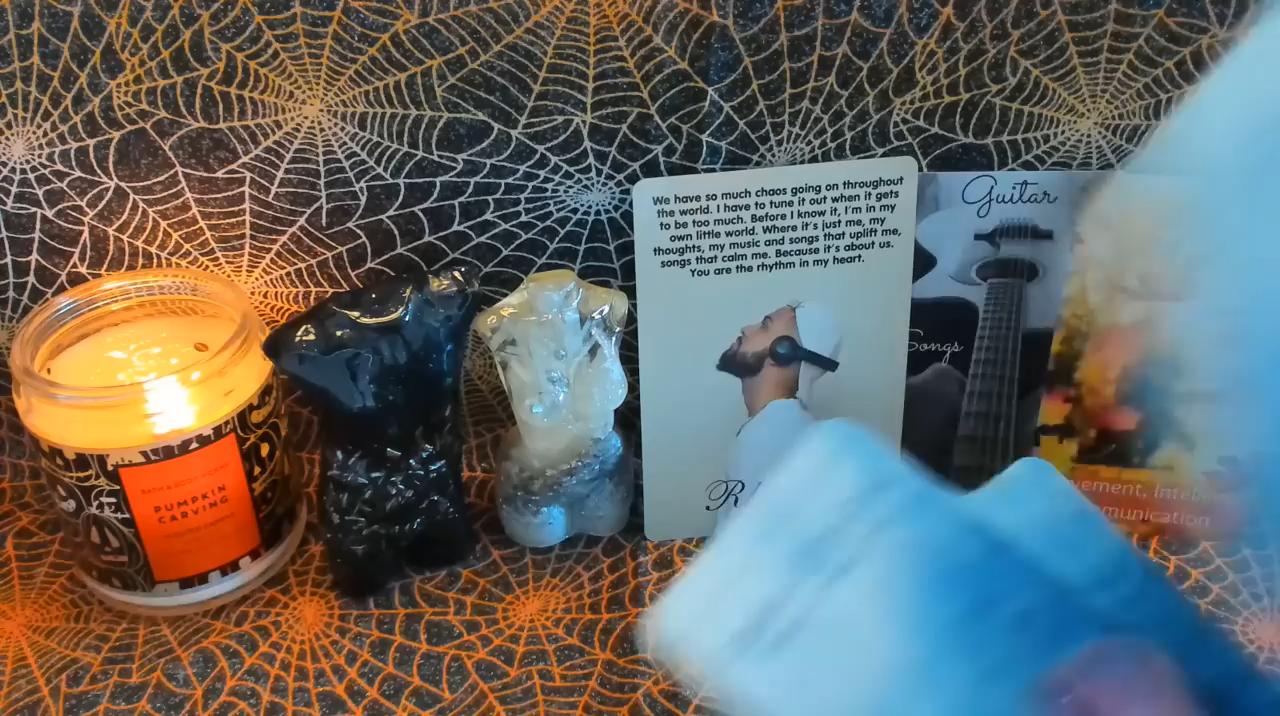 We have so much chaos going on throughout
the world. I have to tune it out when it gets
to be too much. Before I know it, I'm in my
own little world. Where it's just me, my
thoughts, my music and songs that uplift me,
songs that calm me. Because it's about us.
You are the rhythm in my heart.
Guitar
Songs
BATH & BODY WORKS
PUMPKIN
CARVING